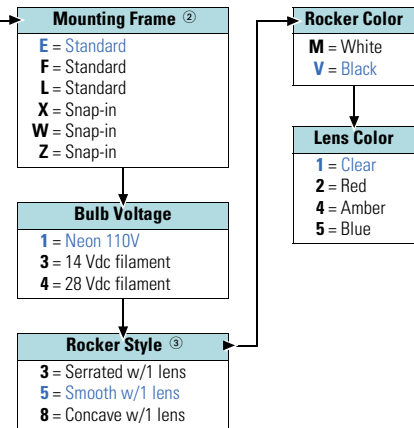 Mounting Frame ②
E = Standard
F = Standard
L = Standard
X = Snap-in
W = Snap-in
Z = Snap-in
Bulb Voltage
1 = Neon 110V
3 = 14 Vdc filament
4 = 28 Vdc filament
Rocker Style ③
3 = Serrated w/1 lens
5 = Smooth w/1 lens
8 = Concave w/1 lens
Rocker Color
M = White
V = Black
Lens Color
1 = Clear
2 = Red
4 = Amber
5 = Blue